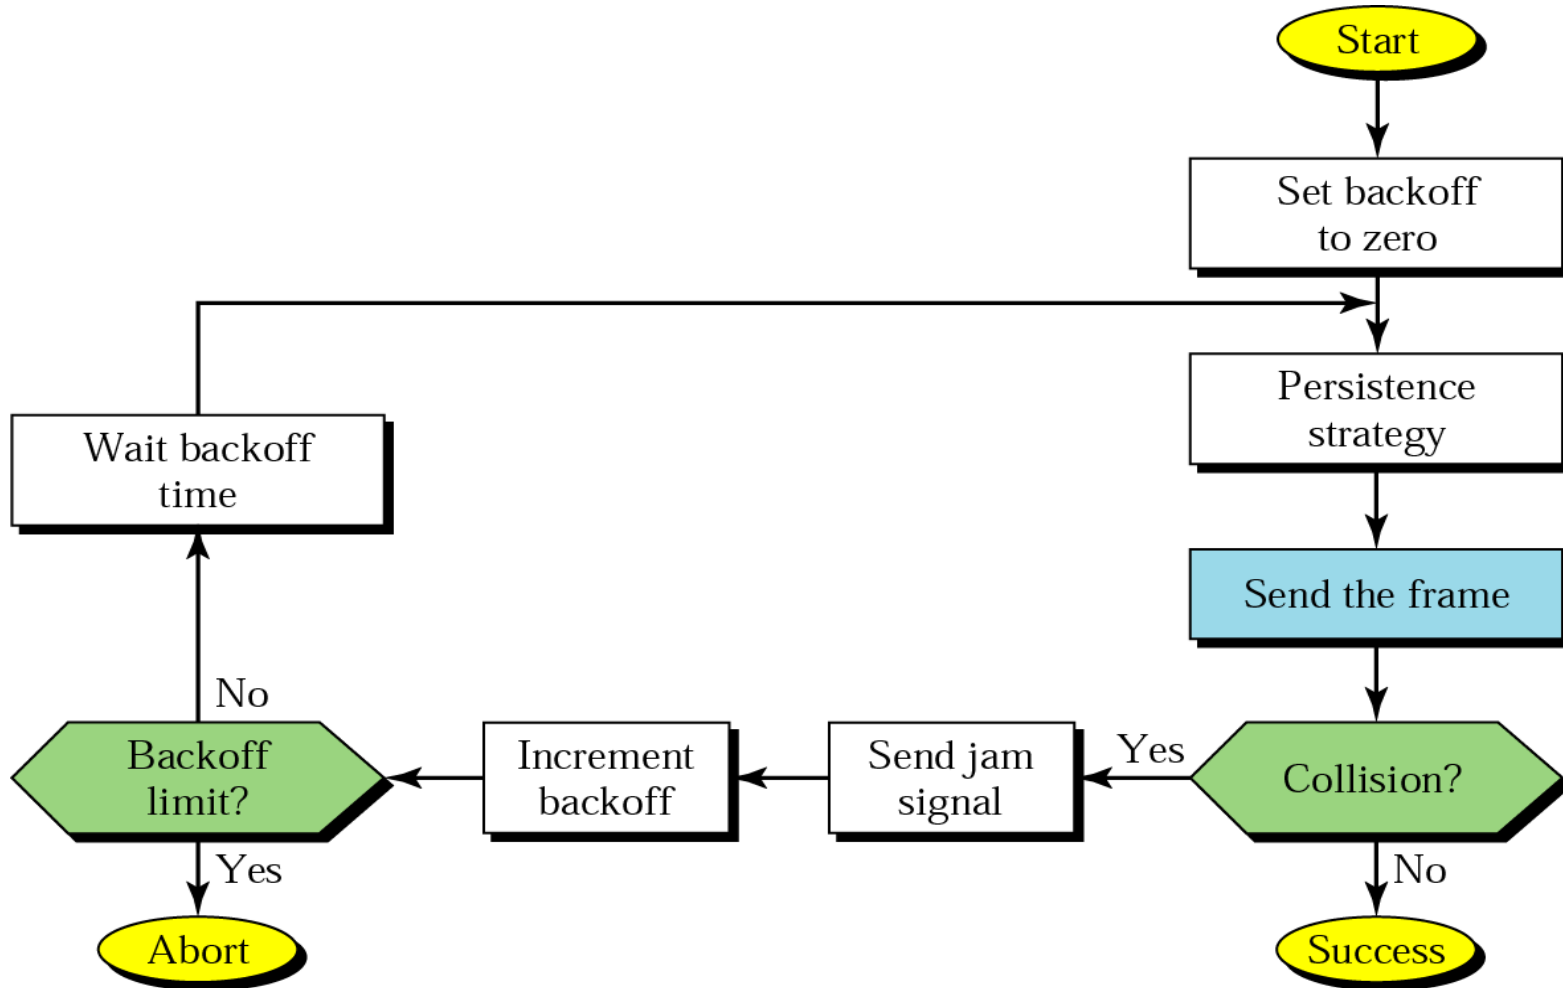 Start
Set backoff
to zero
Persistence
strategy
Wait backoff
time
Send the frame
No
Backoff
limit?
Increment
backoff
Send jam
signal
Yes
Collision?
Yes
No
Abort
Success